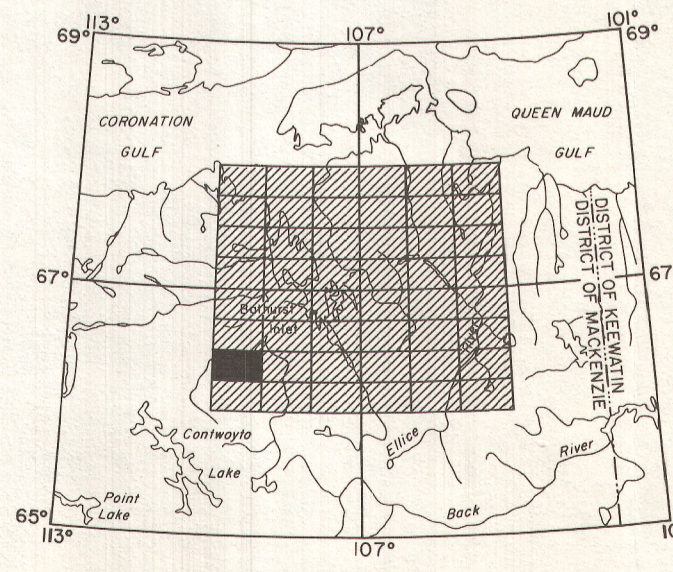 113°
69°
107°
101°
69°
CORONATION
GULF
QUEEN MAUD
GULF
DISTRICT OF KEEWATIN
DISTRICT OF MACKENZIE
67°
67
Bathurst
Inlet
River
Contwoyto
Lake
Ellice
River
Back
Point
Lake
65°
113°
107°
10